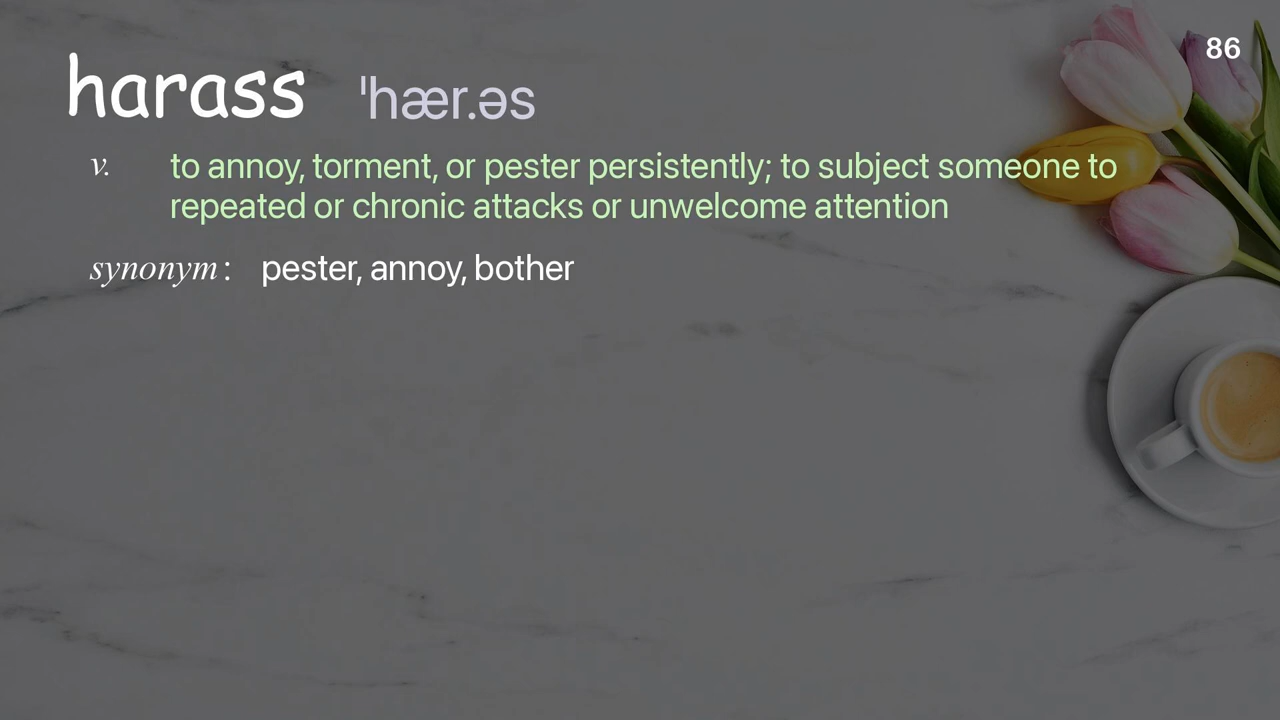 86
harass ˈhær.əs
v. to annoy, torment, or pester persistently; to subject someone to
repeated or chronic attacks or unwelcome attention
synonym : pester, annoy, bother